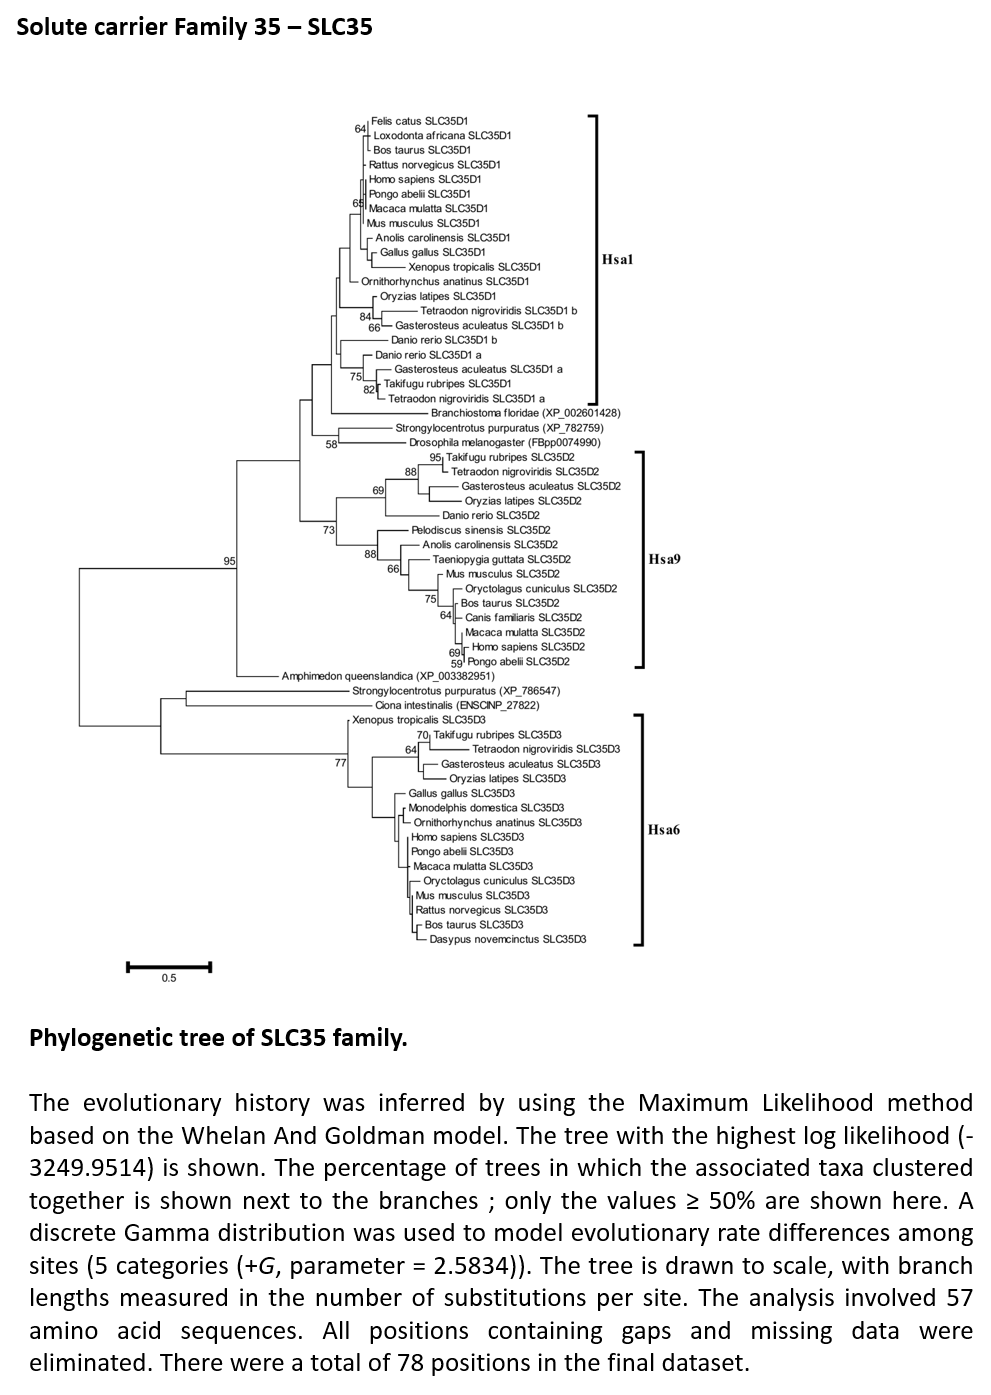 Solute carrier Family 35 – SLC35
Felis catus SLC35D1
64
Loxodonta africana SLC35D1
Bos taurus SLC35D1
Rattus norvegicus SLC35D1
Homo sapiens SLC35D1
Pongo abelii SLC35D1
65
Macaca mulatta SLC35D1
Mus musculus SLC35D1
Anolis carolinensis SLC35D1
Gallus gallus SLC35D1
Hsa1
Xenopus tropicalis SLC35D1
Ornithorhynchus anatinus SLC35D1
Oryzias latipes SLC35D1
Tetraodon nigroviridis SLC35D1 b
84
Gasterosteus aculeatus SLC35D1 b
66
Danio rerio SLC35D1 b
Danio rerio SLC35D1 a
Gasterosteus aculeatus SLC35D1 a
75
Takifugu rubripes SLC35D1
82
Tetraodon nigroviridis SLC35D1 a
Branchiostoma floridae (XP_002601428)
Strongylocentrotus purpuratus (XP_782759)
58
Drosophila melanogaster (FBpp0074990)
95
Takifugu rubripes SLC35D2
88
Tetraodon nigroviridis SLC35D2
69
Gasterosteus aculeatus SLC35D2
Oryzias latipes SLC35D2
Danio rerio SLC35D2
73
Pelodiscus sinensis SLC35D2
Anolis carolinensis SLC35D2
88
Taeniopygia guttata SLC35D2
Hsa9
95
66
Mus musculus SLC35D2
Oryctolagus cuniculus SLC35D2
75
Bos taurus SLC35D2
64
Canis familiaris SLC35D2
Macaca mulatta SLC35D2
Homo sapiens SLC35D2
69
Pongo abelii SLC35D2
59
Amphimedon queenslandica (XP_003382951)
Strongylocentrotus purpuratus (XP_786547)
Ciona intestinalis (ENSCINP_27822)
Xenopus tropicalis SLC35D3
70
Takifugu rubripes SLC35D3
64
Tetraodon nigroviridis SLC35D3
77
Gasterosteus aculeatus SLC35D3
Oryzias latipes SLC35D3
Gallus gallus SLC35D3
Monodelphis domestica SLC35D3
Ornithorhynchus anatinus SLC35D3
Hsa6
Homo sapiens SLC35D3
Pongo abelii SLC35D3
Macaca mulatta SLC35D3
Oryctolagus cuniculus SLC35D3
Mus musculus SLC35D3
Rattus norvegicus SLC35D3
Bos taurus SLC35D3
Dasypus novemcinctus SLC35D3
0.5
Phylogenetic tree of SLC35 family.
The evolutionary history was inferred by using the Maximum Likelihood method
based on the Whelan And Goldman model. The tree with the highest log likelihood (-
3249.9514) is shown. The percentage of trees in which the associated taxa clustered
together is shown next to the branches ; only the values ≥ 50% are shown here. A
discrete Gamma distribution was used to model evolutionary rate differences among
sites (5 categories (+G, parameter = 2.5834)). The tree is drawn to scale, with branch
lengths measured in the number of substitutions per site. The analysis involved 57
amino acid sequences. All positions containing gaps and missing data were
eliminated. There were a total of 78 positions in the final dataset.